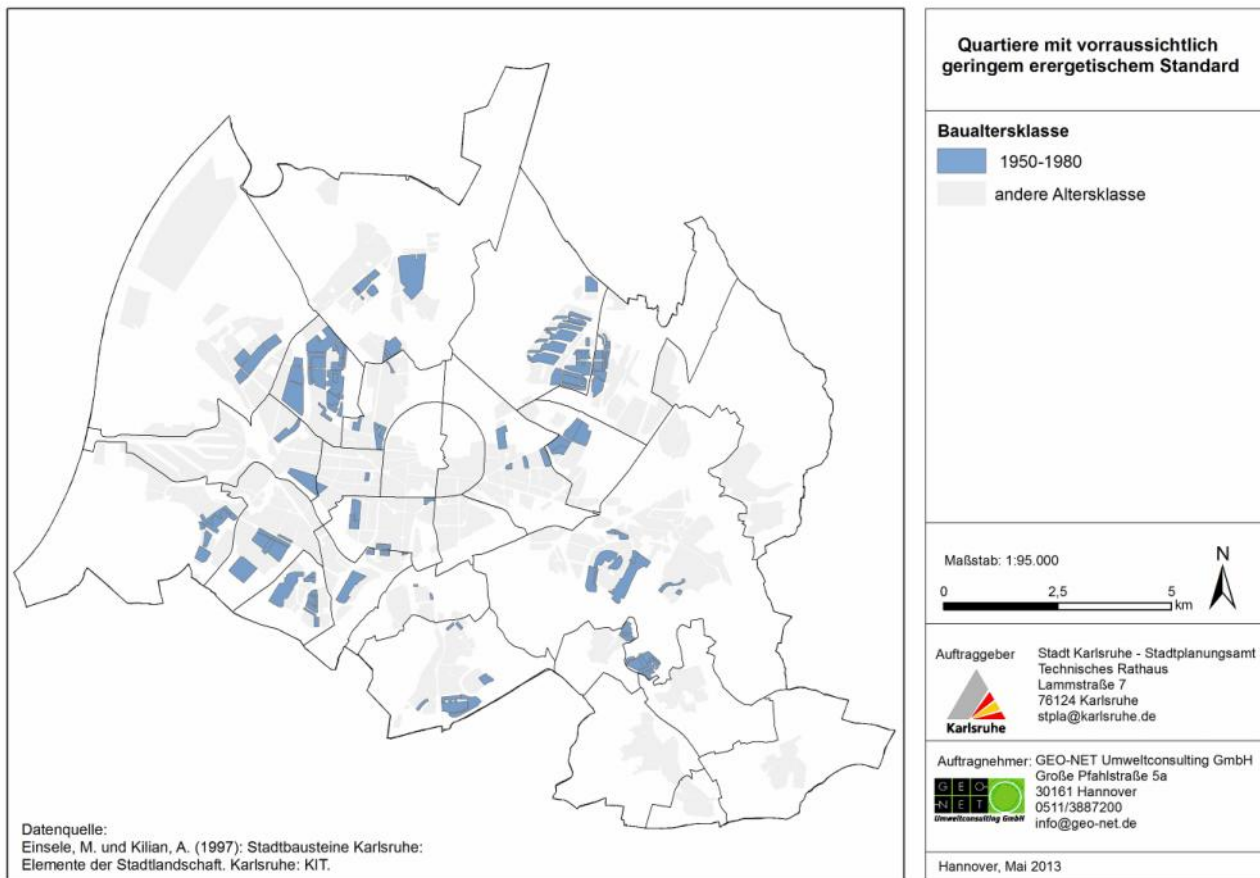 Quartiere mit vorraussichtlich
geringem erergetischem Standard
Baualtersklasse
1950-1980
andere Altersklasse
Maßstab: 1:95.000
N
0 2,5 5
km
Auftraggeber
Stadt Karlsruhe - Stadtplanungsamt
Technisches Rathaus
Lammstraße 7
76124 Karlsruhe
stpla@karlsruhe.de
Karlsruhe
Auftragnehmer: GEO-NET Umweltconsulting GmbH
Große Pfahlstraße 5a
30161 Hannover
0511/3887200
info@geo-net.de
GEO-
NET
Umweltconsulting GmbH
Hannover, Mai 2013
Datenquelle:
Einsele, M. und Kilian, A. (1997): Stadtbausteine Karlsruhe:
Elemente der Stadtlandschaft. Karlsruhe: KIT.